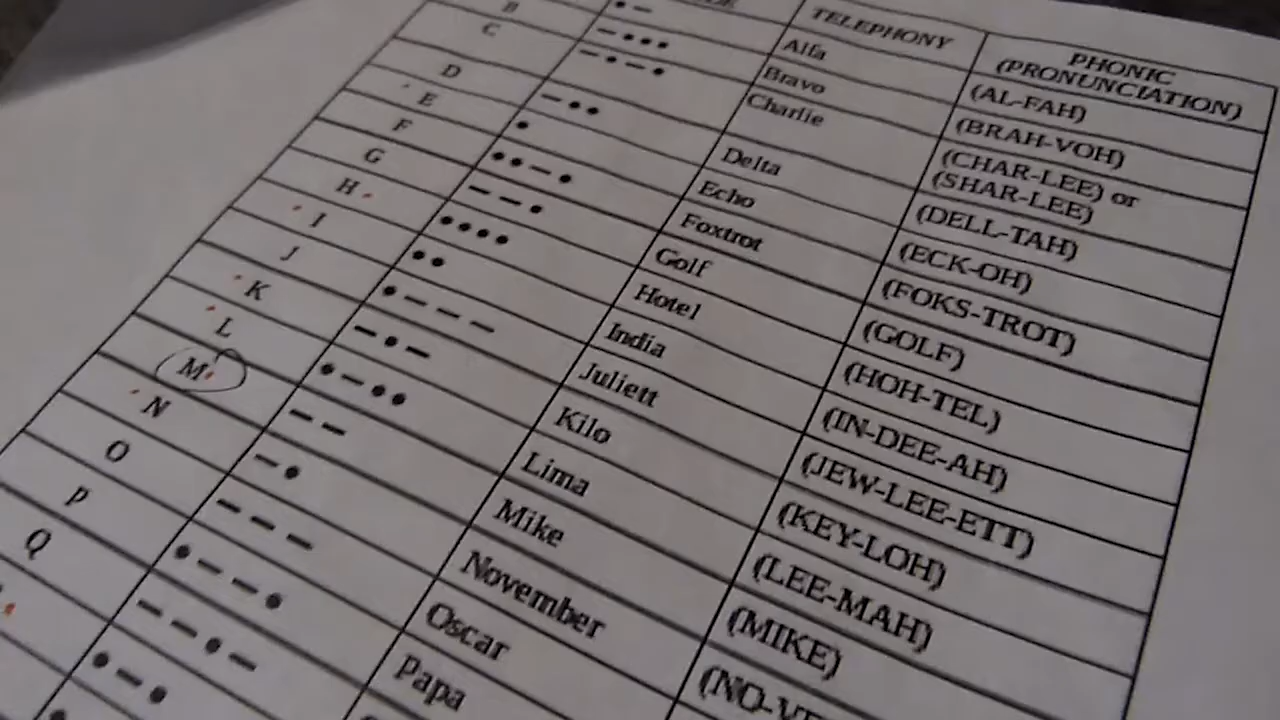 TELEPHONY PHONIC
(PRONUNCIATION)
• — Alfa (AL-FAH)
B — • • • Bravo (BRAH-VOH)
C — • — • Charlie (CHAR-LEE) or
(SHAR-LEE)
D — • • Delta (DELL-TAH)
E • Echo (ECK-OH)
F • • — • Foxtrot (FOKS-TROT)
G — — • Golf (GOLF)
H • • • • Hotel (HOH-TEL)
I • • India (IN-DEE-AH)
J • — — — Juliett (JEW-LEE-ETT)
K — • — Kilo (KEY-LOH)
L • — • • Lima (LEE-MAH)
M — — Mike (MIKE)
N — • November
O — — — Oscar
P • — — • Papa
Q — — • —
• — •